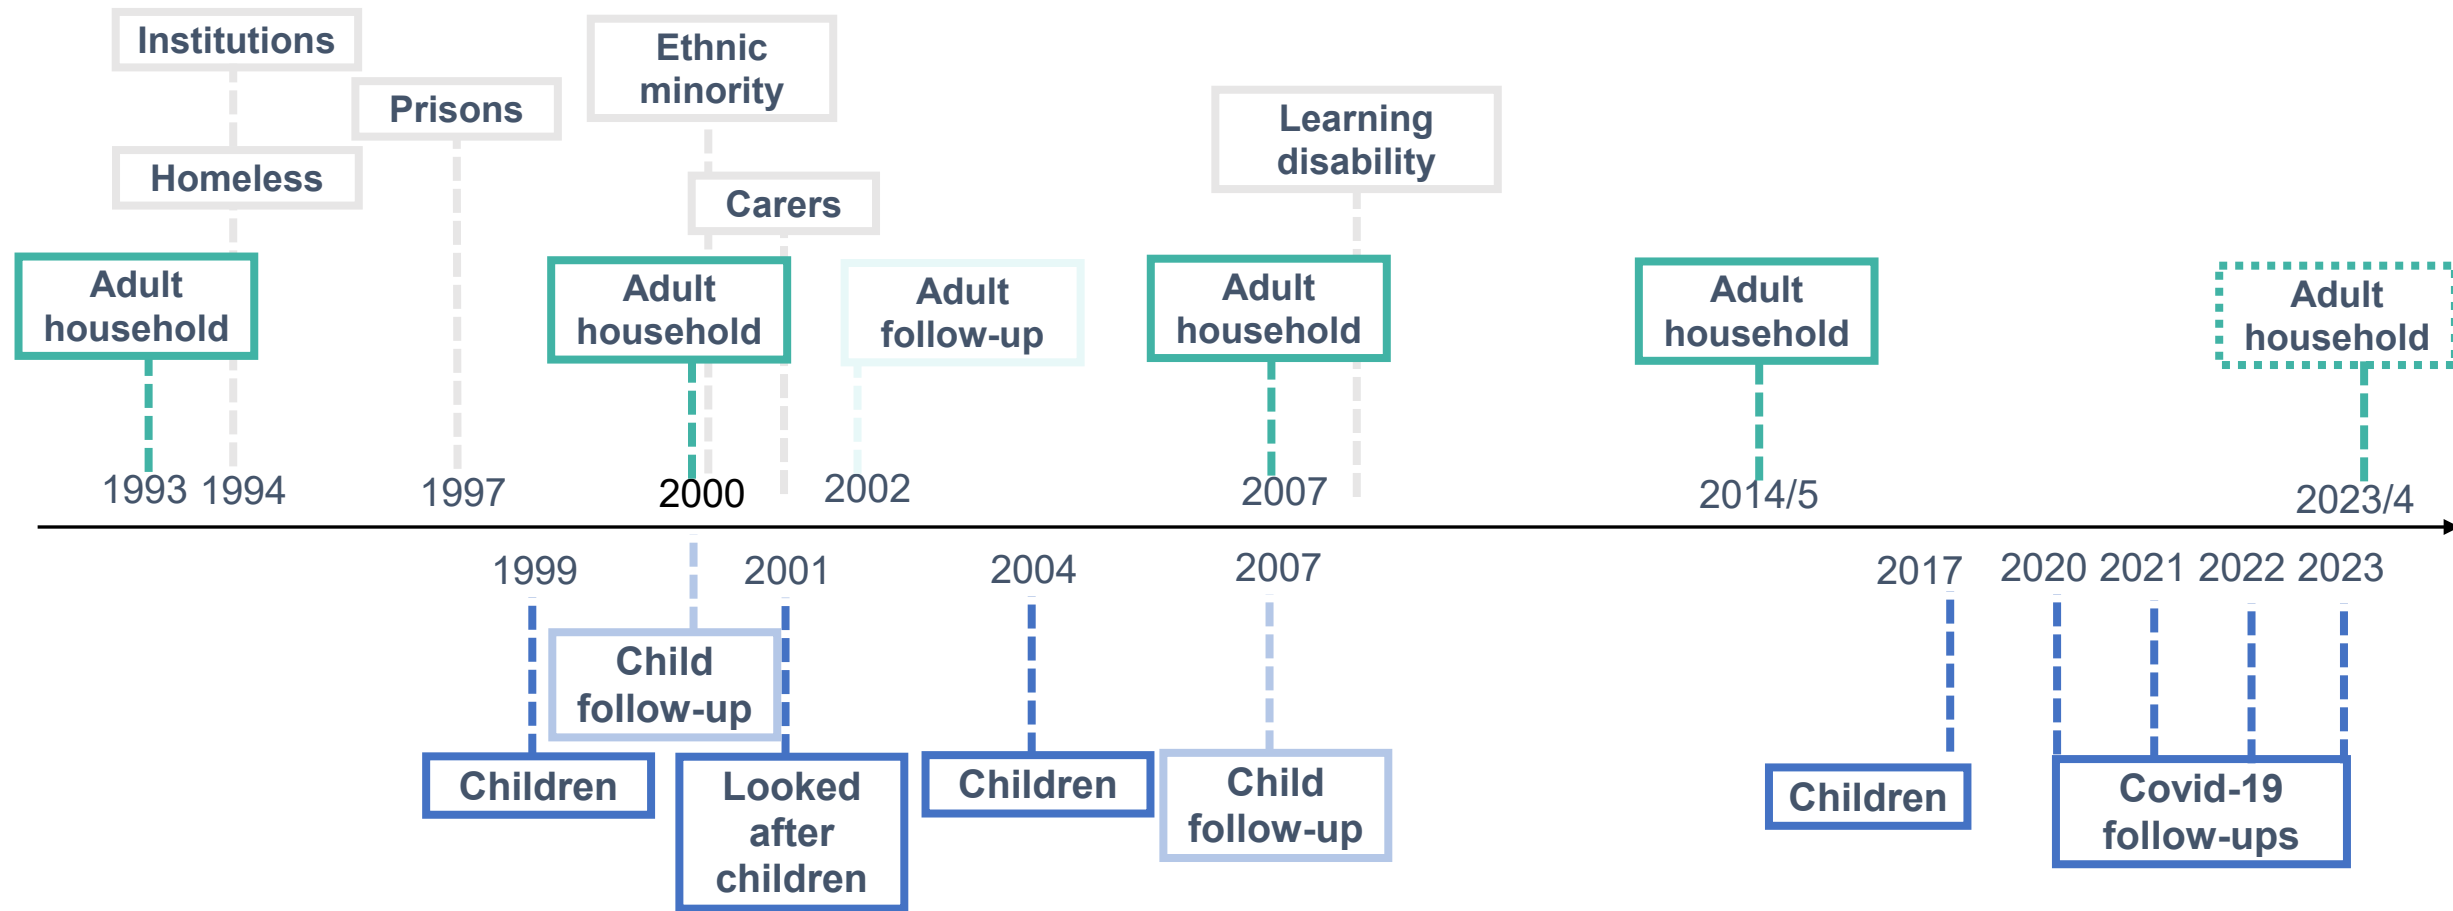 Institutions
Ethnic
minority
Prisons
Learning
disability
Homeless
Carers
Adult
household
Adult
household
Adult
follow-up
Adult
household
Adult
household
Adult
household
1993
1994
1997
2000
2002
2007
2014/5
2023/4
1999
2001
2004
2007
2017
2020
2021
2022
2023
Child
follow-up
Children
Looked
after
children
Children
Child
follow-up
Children
Covid-19
follow-ups